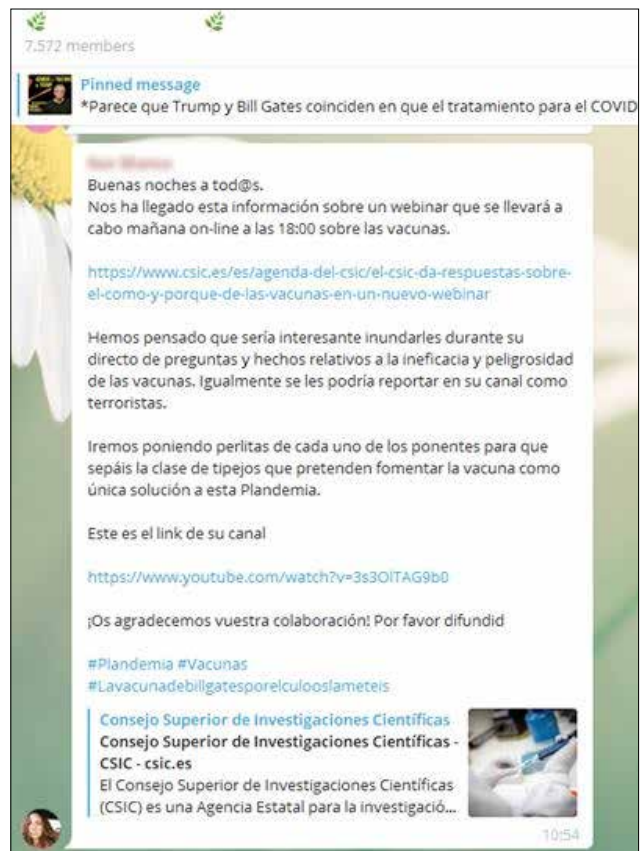 7.572 members
Pinned message
*Parece que Trump y Bill Gates coinciden en que el tratamiento para el COVID
Buenas noches a tod@s.
Nos ha llegado esta información sobre un webinar que se llevará a
cabo mañana on-line a las 18:00 sobre las vacunas.
https://www.csic.es/es/agenda-del-csic/el-csic-da-respuestas-sobre-
el-como-y-porque-de-las-vacunas-en-un-nuevo-webinar
Hemos pensado que sería interesante inundarles durante su
directo de preguntas y hechos relativos a la ineficacia y peligrosidad
de las vacunas. Igualmente se les podría reportar en su canal como
terroristas.
Iremos poniendo perlitas de cada uno de los ponentes para que
sepáis la clase de tipejos que pretenden fomentar la vacuna como
única solución a esta Plandemia.
Este es el link de su canal
https://www.youtube.com/watch?v=3s3OlTAG9b0
¡Os agradecemos vuestra colaboración! Por favor difundid
#Plandemia #Vacunas
#Lavacunadebillgatesporelculooslameteis
Consejo Superior de Investigaciones Científicas
Consejo Superior de Investigaciones Científicas -
CSIC - csic.es
El Consejo Superior de Investigaciones Científicas
(CSIC) es una Agencia Estatal para la investigació...
10:54